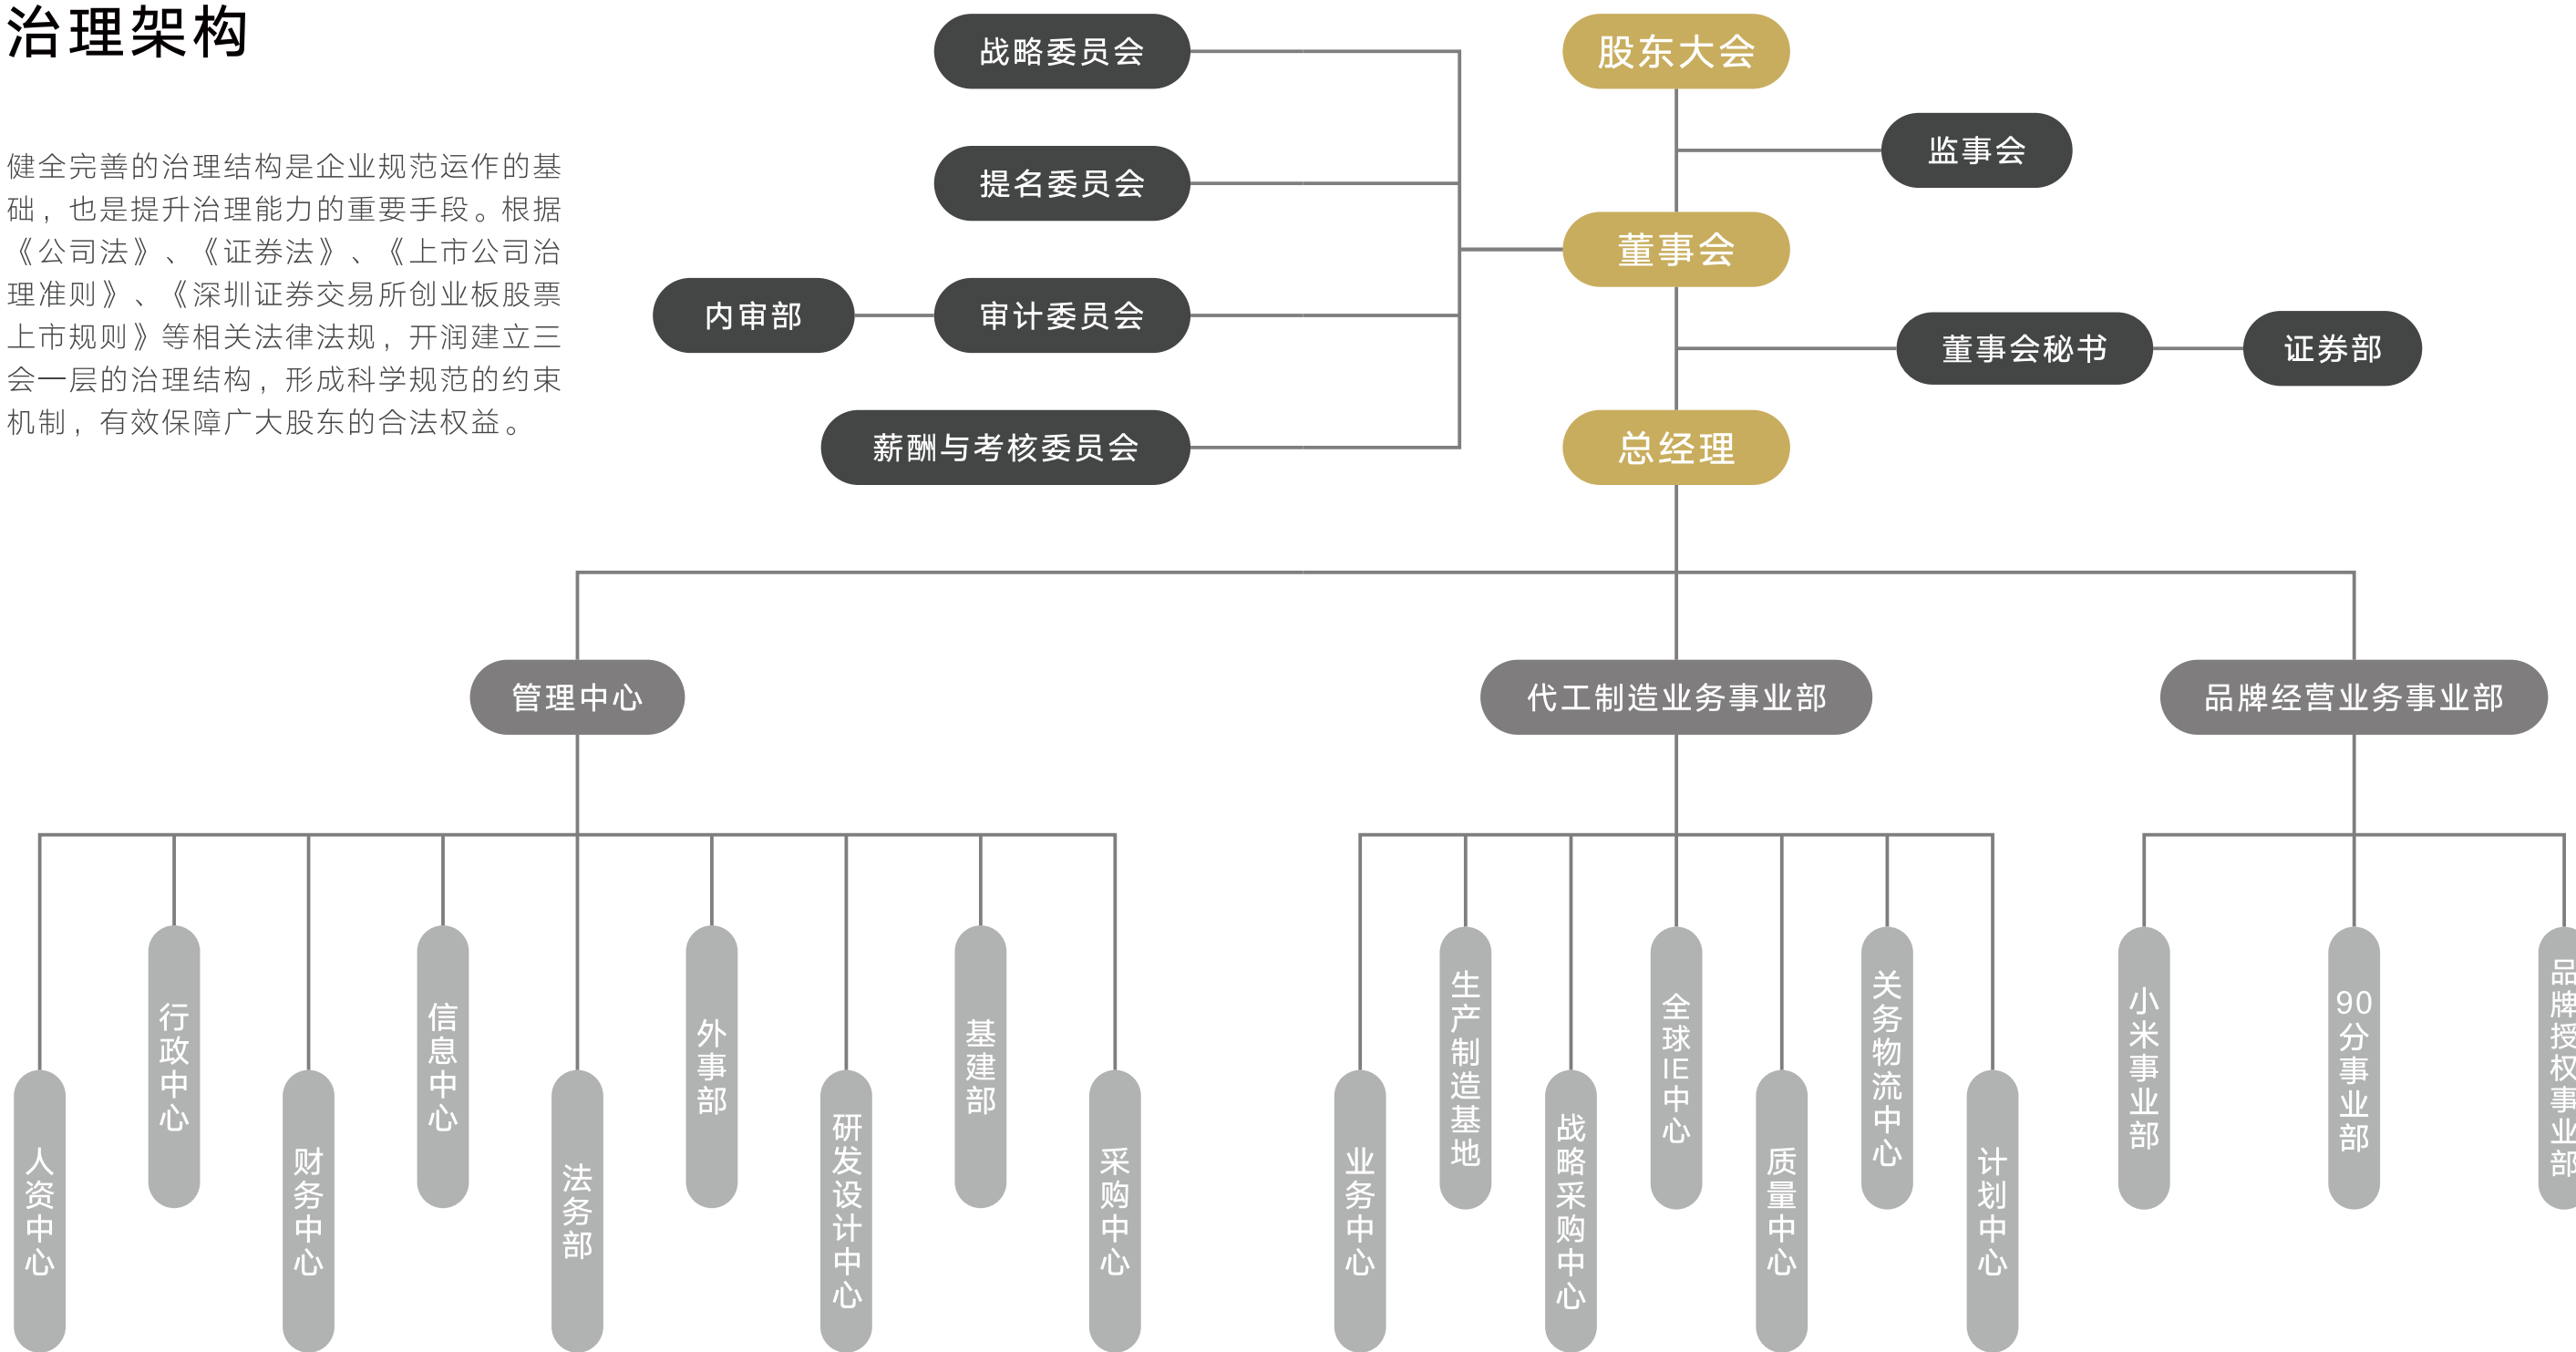 治理架构
健全完善的治理结构是企业规范运作的基
础，也是提升治理能力的重要手段。根据
《公司法》、《证券法》、《上市公司治
理准则》、《深圳证券交易所创业板股票
上市规则》等相关法律法规，开润建立三
会一层的治理结构，形成科学规范的约束
机制，有效保障广大股东的合法权益。
战略委员会
股东大会
监事会
提名委员会
董事会
内审部
审计委员会
董事会秘书
证券部
薪酬与考核委员会
总经理
管理中心
代工制造业务事业部
品牌经营业务事业部
人资中心
行政中心
财务中心
信息中心
法务部
外事部
研发设计中心
基建部
采购中心
业务中心
生产制造基地
战略采购中心
全球IE中心
质量中心
关务物流中心
计划中心
小米事业部
90分事业部
品牌授权事业部